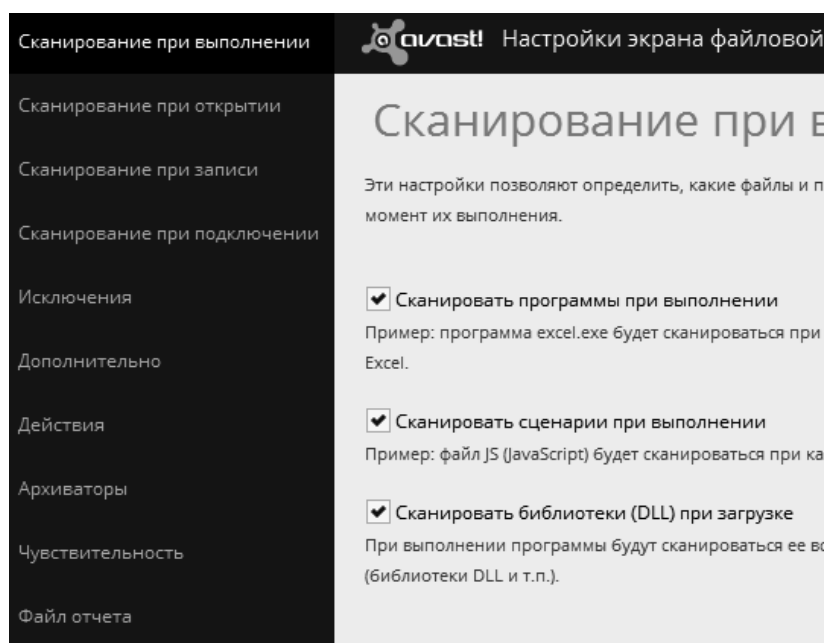 Сканирование при выполнении
Сканирование при открытии
Сканирование при записи
Сканирование при подключении
Исключения
Дополнительно
Действия
Архиваторы
Чувствительность
Файл отчета
avast! Настройки экрана файловой
Сканирование при
Эти настройки позволяют определить, какие файлы и
момент их выполнения.
Сканировать программы при выполнении
Пример: программа excel.exe будет сканироваться при
Excel.
Сканировать сценарии при выполнении
Пример: файл JS (JavaScript) будет сканироваться при
Сканировать библиотеки (DLL) при загрузке
При выполнении программы будут сканироваться ее
(библиотеки DLL и т.п.).